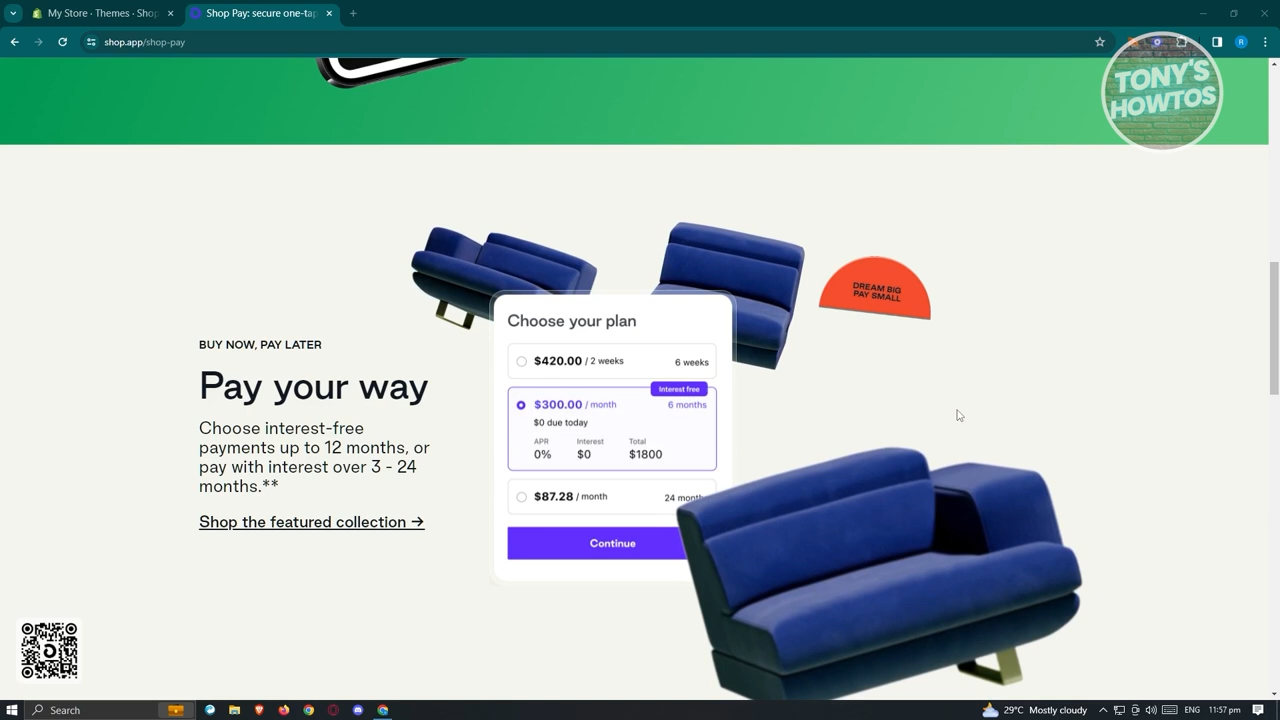 My Store · Themes · Shop
Shop Pay: secure one-tap
shop.app/shop-pay
R
TONY'S
HOWTOS
DREAM BIG
PAY SMALL
Choose your plan
$420.00 / 2 weeks
6 weeks
Interest free
$300.00 / month
6 months
$0 due today
APR
Interest
Total
0%
$0
$1800
$87.28 / month
24 months
Continue
BUY NOW, PAY LATER
Pay your way
Choose interest-free
payments up to 12 months, or
pay with interest over 3 - 24
months.**
Shop the featured collection →
Search
29°C Mostly cloudy
ENG
11:57 pm